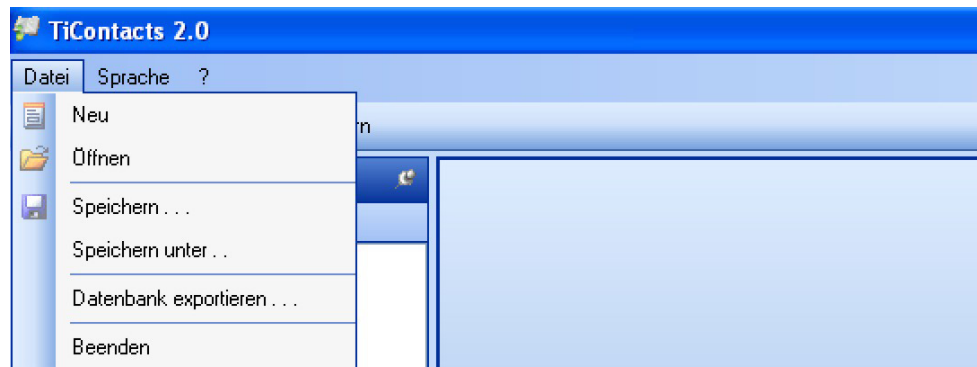 TiContacts 2.0
Datei Sprache ?
Neu
Öffnen
Speichern . . .
Speichern unter . .
Datenbank exportieren . . .
Beenden